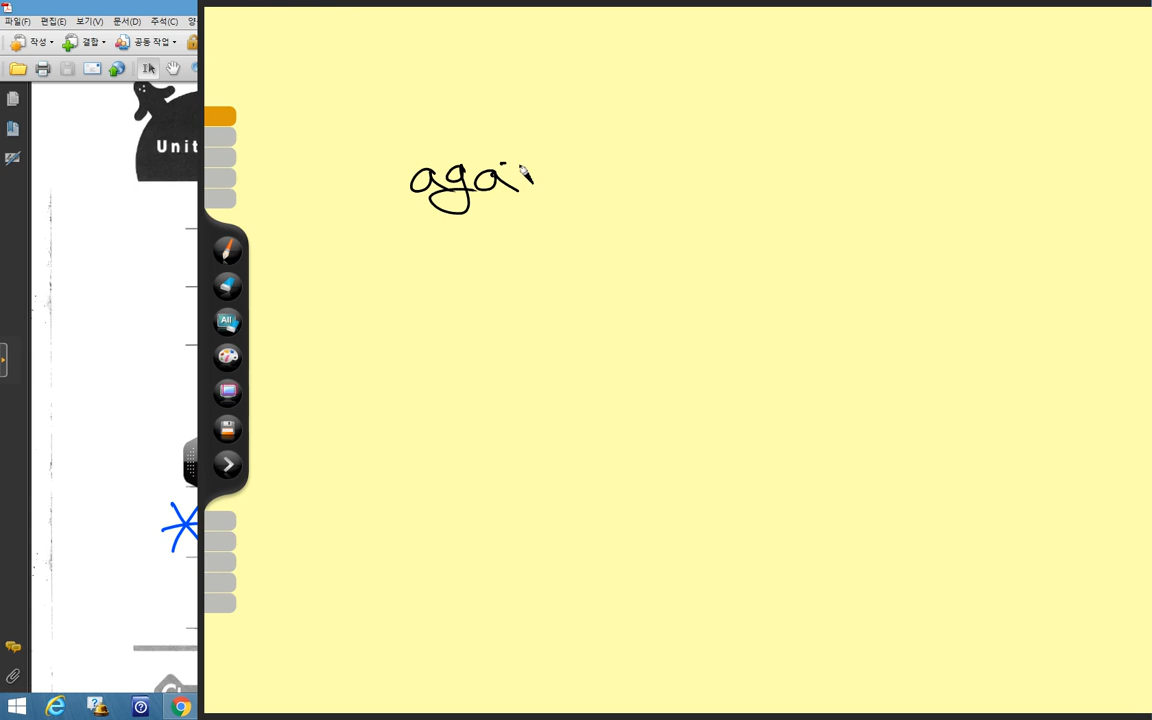 파일(F) 편집(E) 보기(V) 문서(D) 주석(C)
작성 결합 공동 작업
Unit
agai
All